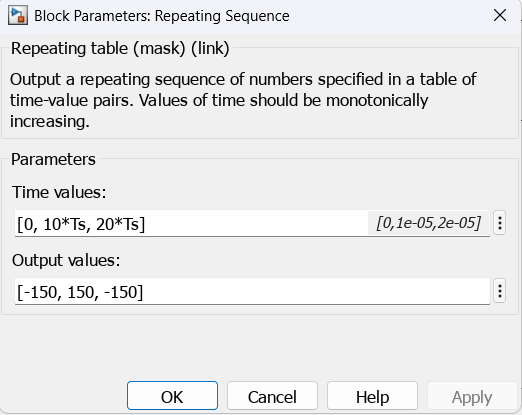 Block Parameters: Repeating Sequence
Repeating table (mask) (link)
Output a repeating sequence of numbers specified in a table of
time-value pairs. Values of time should be monotonically
increasing.
Parameters
Time values:
[0, 10*Ts, 20*Ts] [0,1e-05,2e-05]
Output values:
[-150, 150, -150]
OK Cancel Help Apply